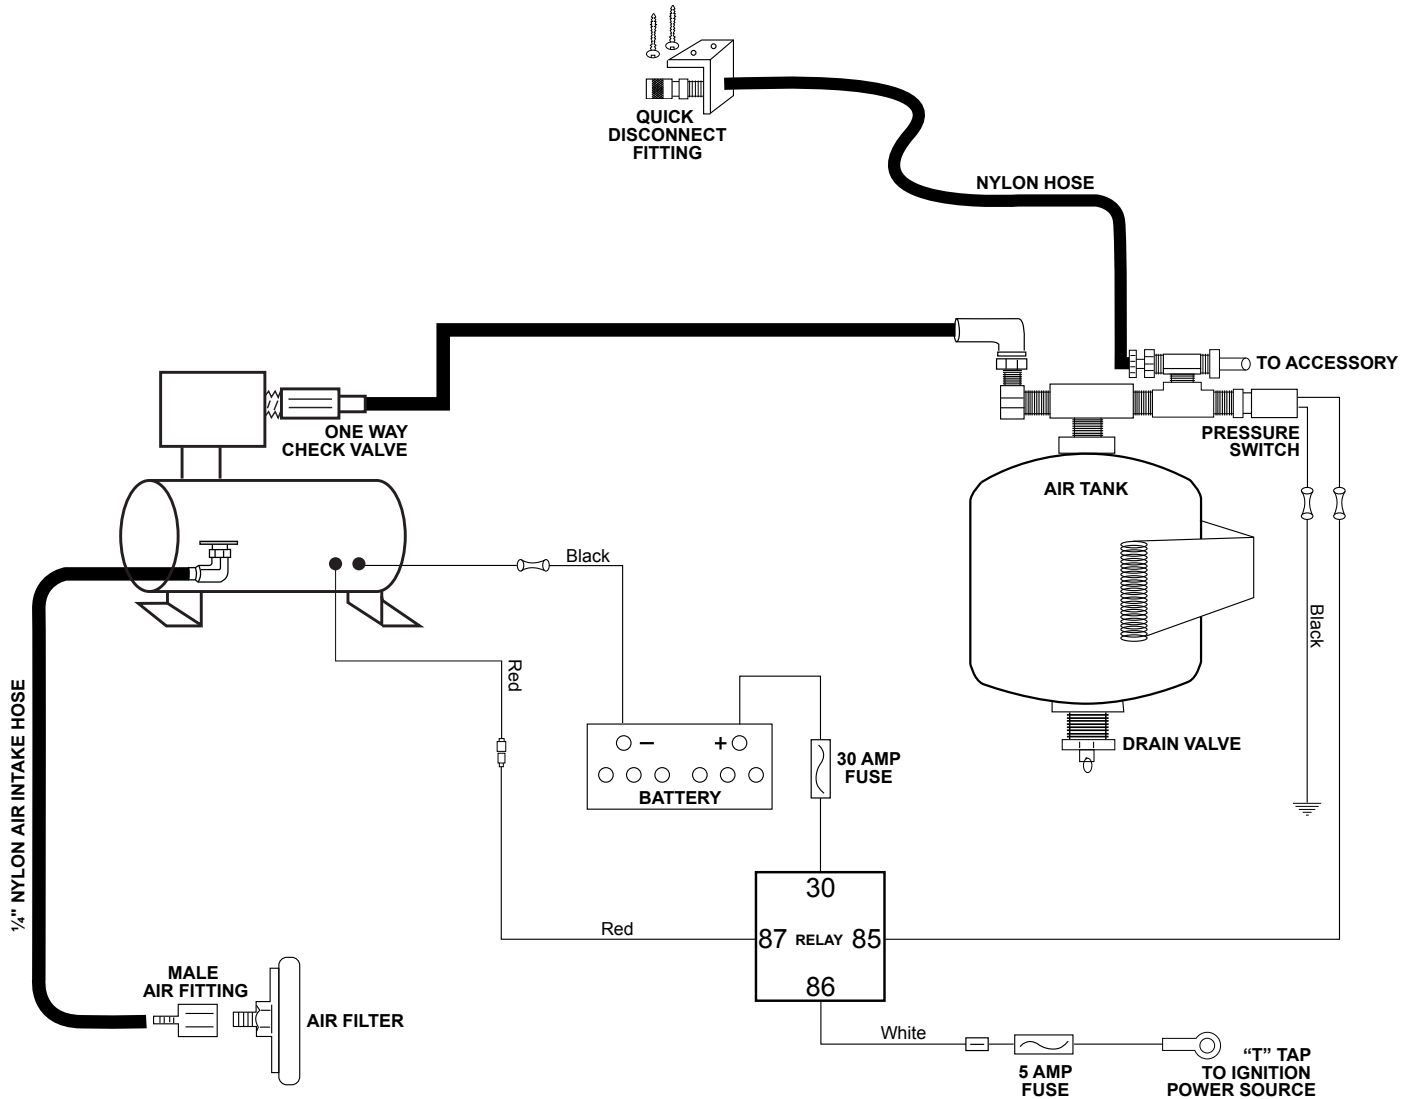 QUICK
DISCONNECT
FITTING
NYLON HOSE
TO ACCESSORY
ONE WAY
CHECK VALVE
PRESSURE
SWITCH
AIR TANK
Black
Black
Red
¼" NYLON AIR INTAKE HOSE
− +
BATTERY
30 AMP
FUSE
DRAIN VALVE
30
87 RELAY 85
86
Red
MALE
AIR FITTING
AIR FILTER
White
5 AMP
FUSE
“T” TAP
TO IGNITION
POWER SOURCE